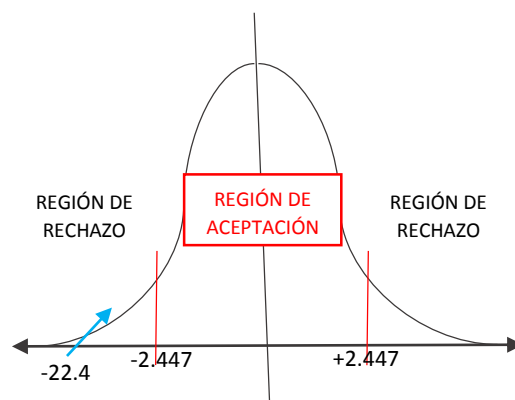 REGIÓN DE
RECHAZO
REGIÓN DE
ACEPTACIÓN
REGIÓN DE
RECHAZO
-22.4
-2.447
+2.447